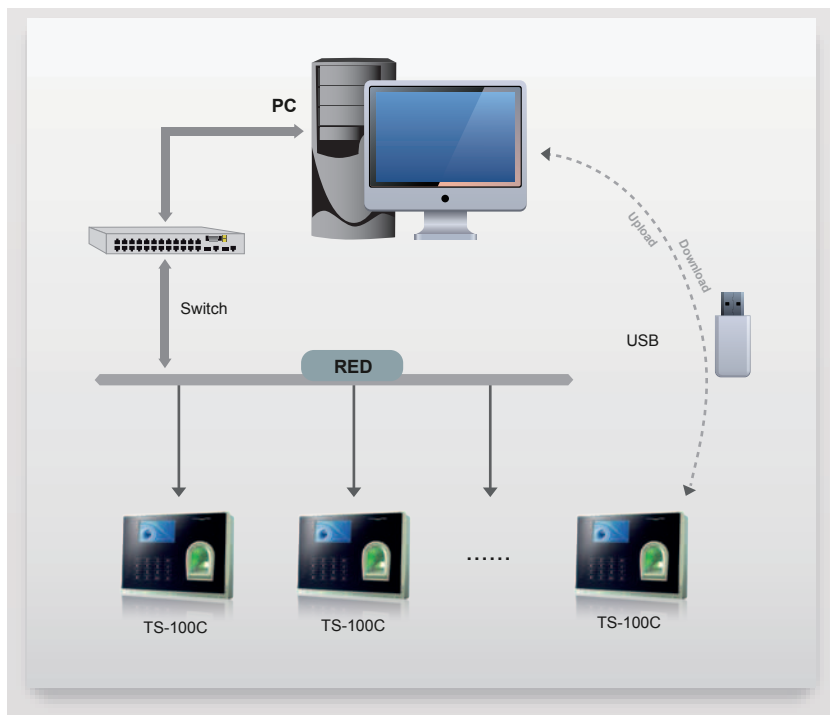 PC
Upload
Download
Switch
USB
RED
......
TS-100C
TS-100C
TS-100C